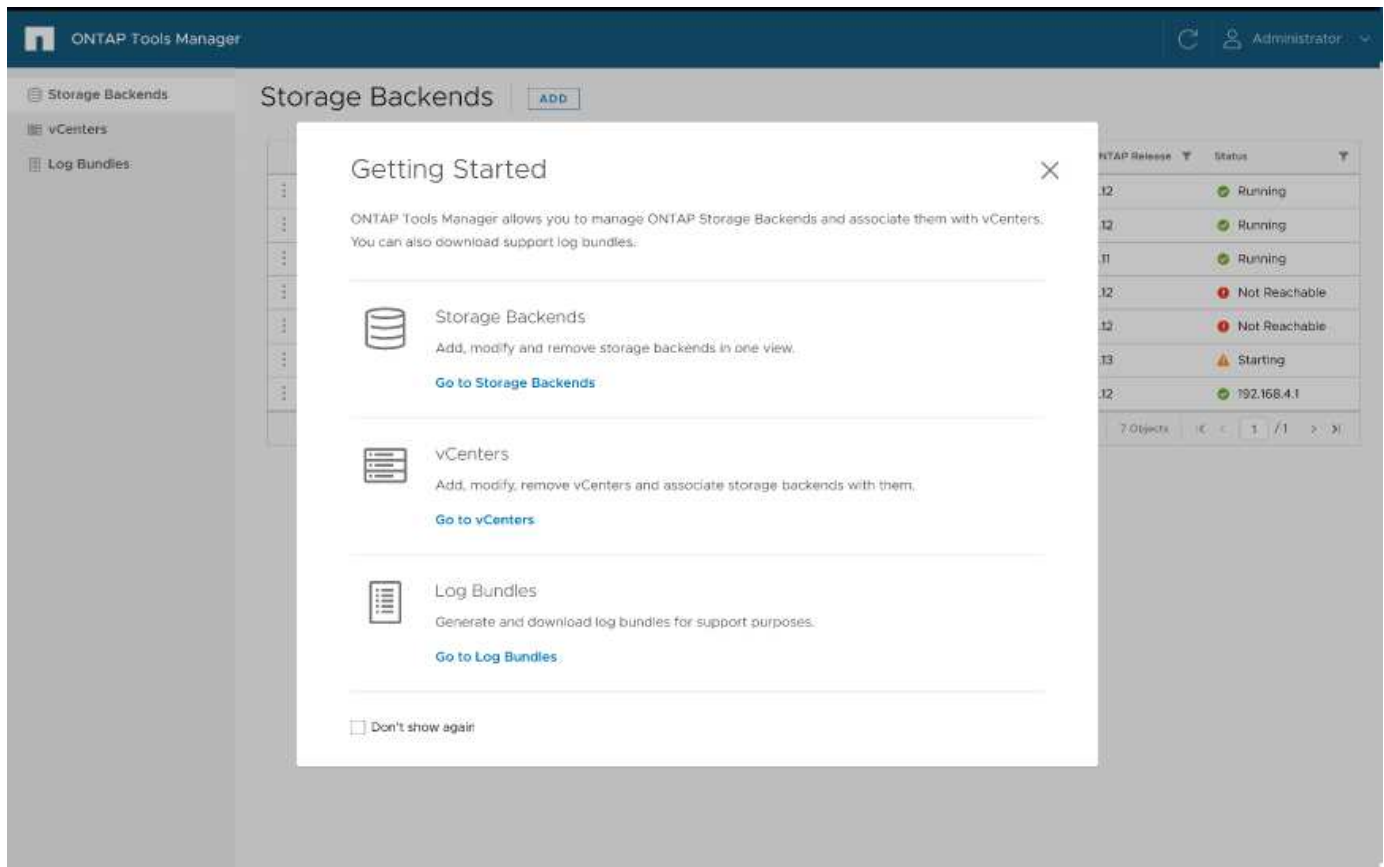 ONTAP Tools Manager
Administrator
Storage Backends
vCenters
Log Bundles
Storage Backends
ADD
NTAP Release
Status
.12
Running
.12
Running
.11
Running
.12
Not Reachable
.12
Not Reachable
.13
Starting
.12
192.168.4.1
7 Objects
1 / 1
Getting Started
ONTAP Tools Manager allows you to manage ONTAP Storage Backends and associate them with vCenters.
You can also download support log bundles.
Storage Backends
Add, modify and remove storage backends in one view.
Go to Storage Backends
vCenters
Add, modify, remove vCenters and associate storage backends with them.
Go to vCenters
Log Bundles
Generate and download log bundles for support purposes.
Go to Log Bundles
Don't show again